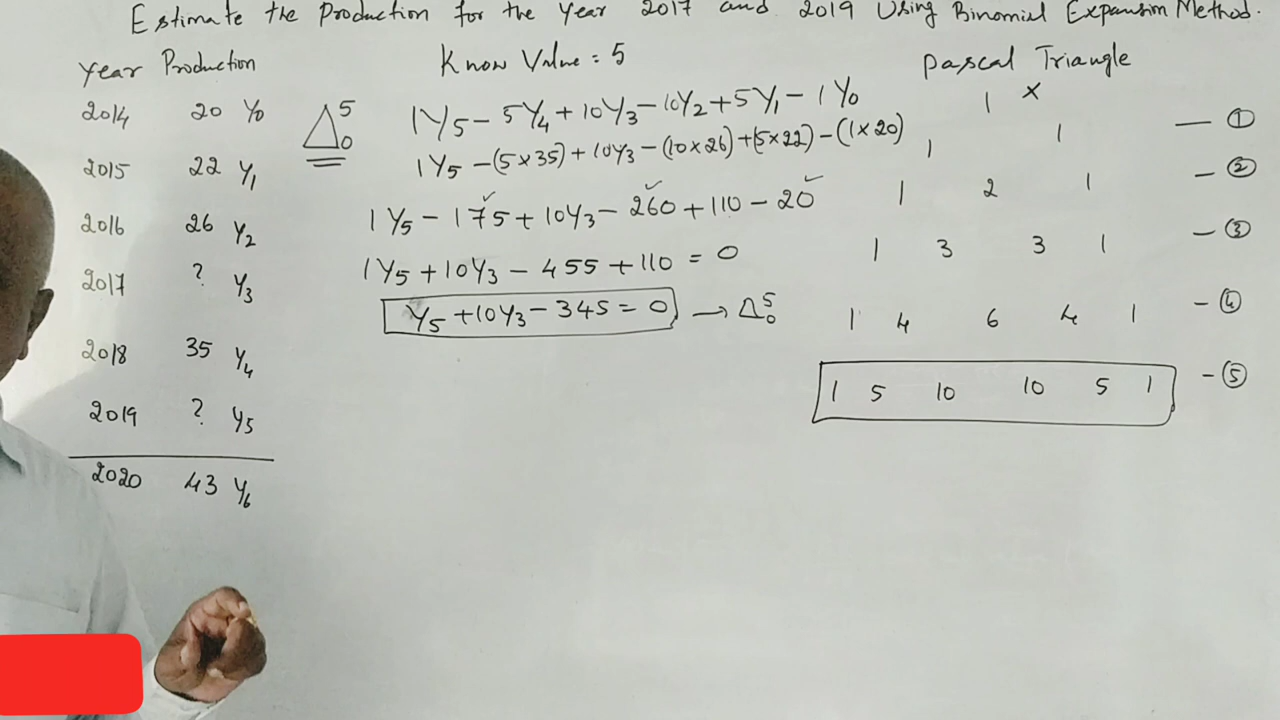 Estimate the Production for the Year 2017 and 2019 Using Binomial Expansion Method.
Year Production
2014 20 Y₀
2015 22 Y₁
2016 26 Y₂
2017 ? Y₃
2018 35 Y₄
2019 ? Y₅
2020 43 Y₆
Know Value = 5
Δ⁵₀
1Y₅ - 5Y₄ + 10Y₃ - 10Y₂ + 5Y₁ - 1Y₀
1Y₅ - (5×35) + 10Y₃ - (10×26) + (5×22) - (1×20)
1Y₅ - 175 + 10Y₃ - 260 + 110 - 20
1Y₅ + 10Y₃ - 455 + 110 = 0
Y₅ + 10Y₃ - 345 = 0 → Δ⁵₀
Pascal Triangle
1 ×
1 1 — ①
1 2 1 - ②
1 3 3 1 - ③
1 4 6 4 1 - ④
1 5 10 10 5 1 - ⑤